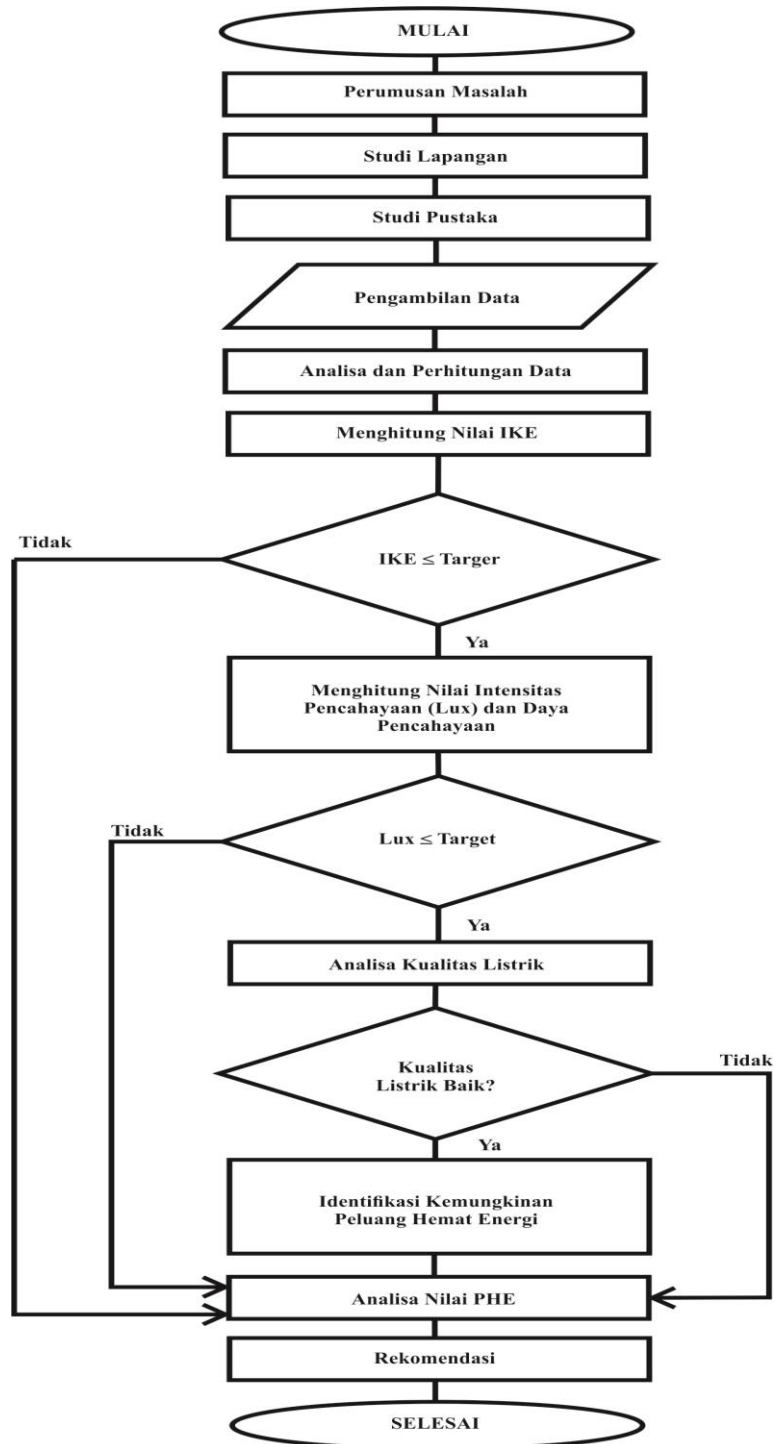 MULAI
Perumusan Masalah
Studi Lapangan
Studi Pustaka
Pengambilan Data
Analisa dan Perhitungan Data
Menghitung Nilai IKE
Tidak
IKE ≤ Targer
Ya
Menghitung Nilai Intensitas
Pencahayaan (Lux) dan Daya
Pencahayaan
Tidak
Lux ≤ Target
Ya
Analisa Kualitas Listrik
Tidak
Kualitas
Listrik Baik?
Ya
Identifikasi Kemungkinan
Peluang Hemat Energi
Analisa Nilai PHE
Rekomendasi
SELESAI